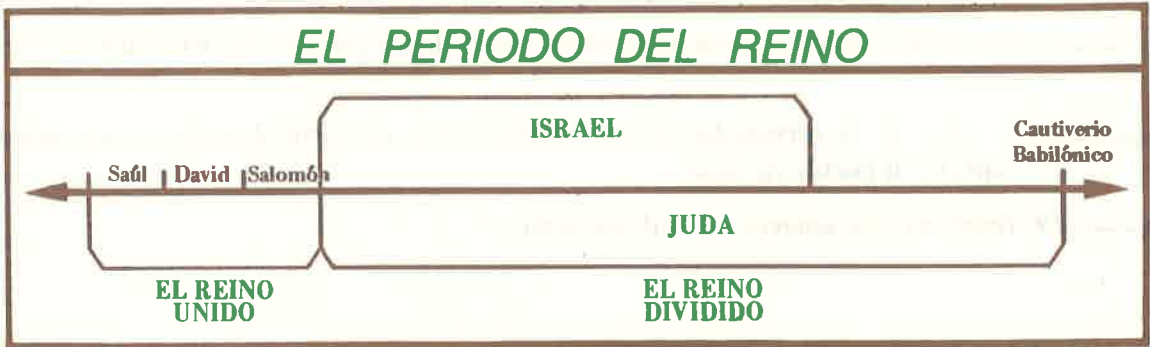 EL PERIODO DEL REINO
ISRAEL
Cautiverio
Babilónico
Saúl David Salomón
JUDA
EL REINO
UNIDO
EL REINO
DIVIDIDO